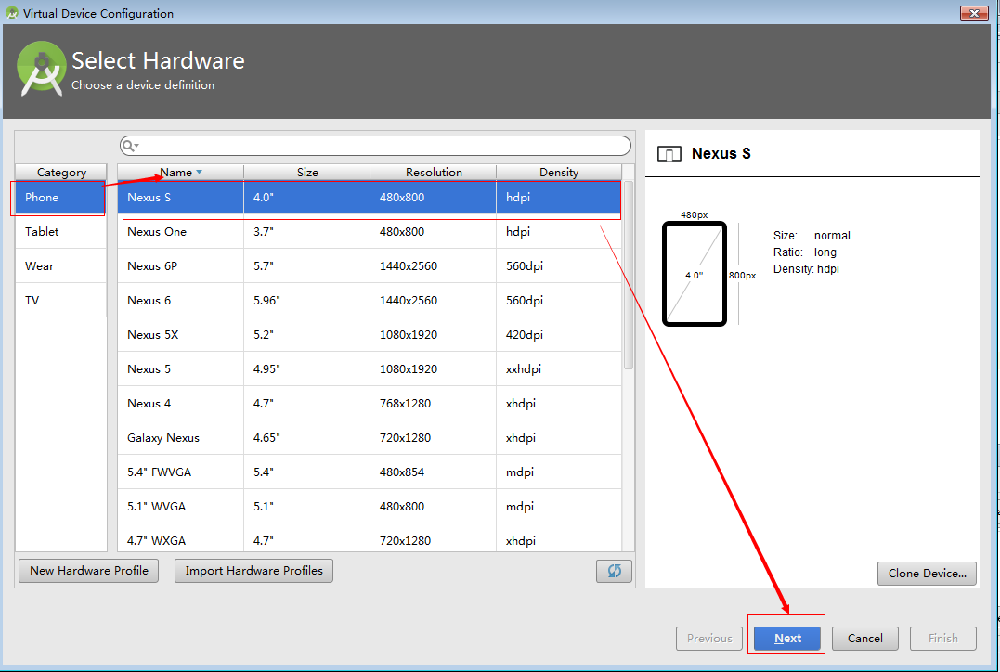 Virtual Device Configuration
Select Hardware
Choose a device definition
Category
Phone
Tablet
Wear
TV
Name Size Resolution Density
Nexus S 4.0" 480x800 hdpi
Nexus One 3.7" 480x800 hdpi
Nexus 6P 5.7" 1440x2560 560dpi
Nexus 6 5.96" 1440x2560 560dpi
Nexus 5X 5.2" 1080x1920 420dpi
Nexus 5 4.95" 1080x1920 xxhdpi
Nexus 4 4.7" 768x1280 xhdpi
Galaxy Nexus 4.65" 720x1280 xhdpi
5.4" FWVGA 5.4" 480x854 mdpi
5.1" WVGA 5.1" 480x800 mdpi
4.7" WXGA 4.7" 720x1280 xhdpi
New Hardware Profile Import Hardware Profiles
Nexus S
480px
4.0"
800px
Size: normal
Ratio: long
Density: hdpi
Clone Device...
Previous Next Cancel Finish